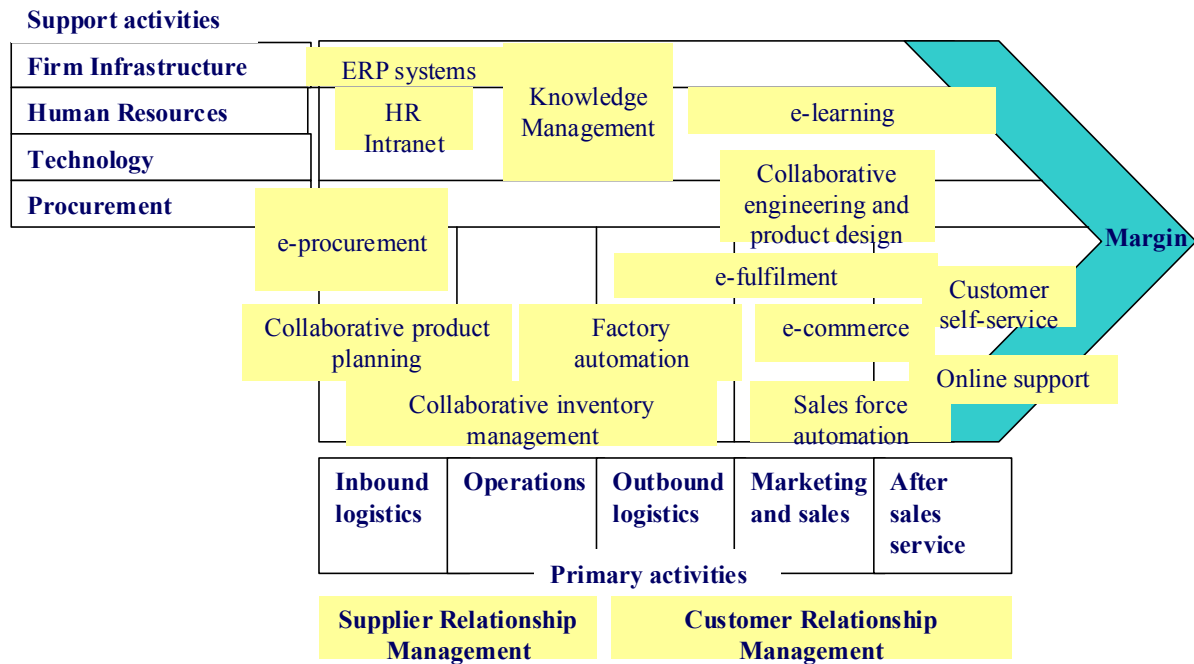 Support activities
Firm Infrastructure
ERP systems
Human Resources
HR
Intranet
Knowledge
Management
e-learning
Technology
Procurement
Collaborative
engineering and
product design
e-procurement
Margin
e-fulfilment
Customer
self-service
Collaborative product
planning
Factory
automation
e-commerce
Online support
Collaborative inventory
management
Sales force
automation
Inbound
logistics
Operations
Outbound
logistics
Marketing
and sales
After
sales
service
Primary activities
Supplier Relationship
Management
Customer Relationship
Management